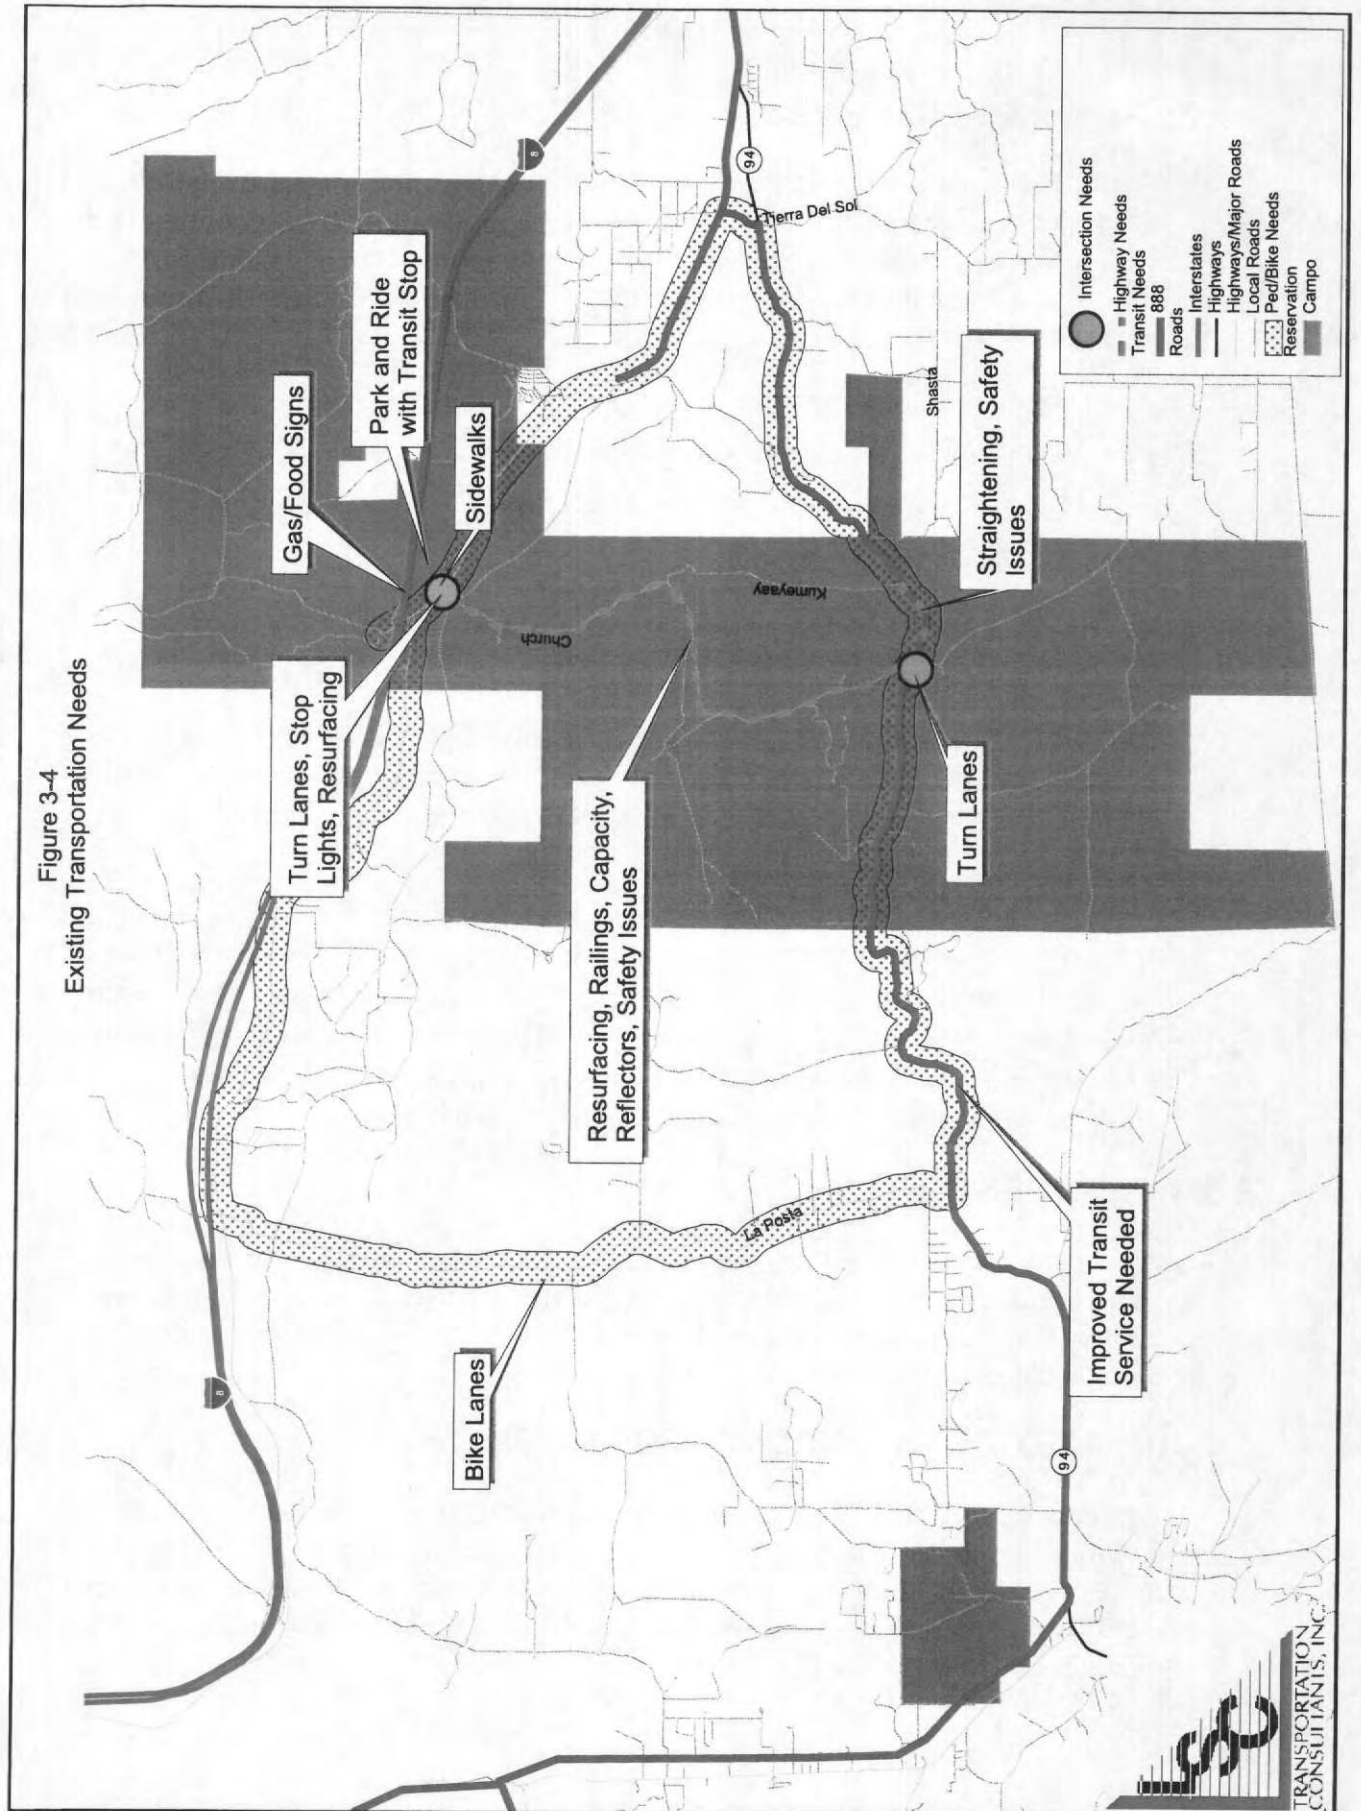 Figure 3-4
Existing Transportation Needs
8
8
Gas/Food Signs
Park and Ride
with Transit Stop
Sidewalks
Turn Lanes, Stop
Lights, Resurfacing
94
Tierra Del Sol
Church
Kumeyaay
Shasta
Resurfacing, Railings, Capacity,
Reflectors, Safety Issues
Straightening, Safety
Issues
Turn Lanes
Bike Lanes
La Posta
Improved Transit
Service Needed
94
Intersection Needs
Highway Needs
Transit Needs
888
Roads
Interstates
Highways
Highways/Major Roads
Local Roads
Ped/Bike Needs
Reservation
Campo
LSC
TRANSPORTATION
CONSULTANTS, INC.